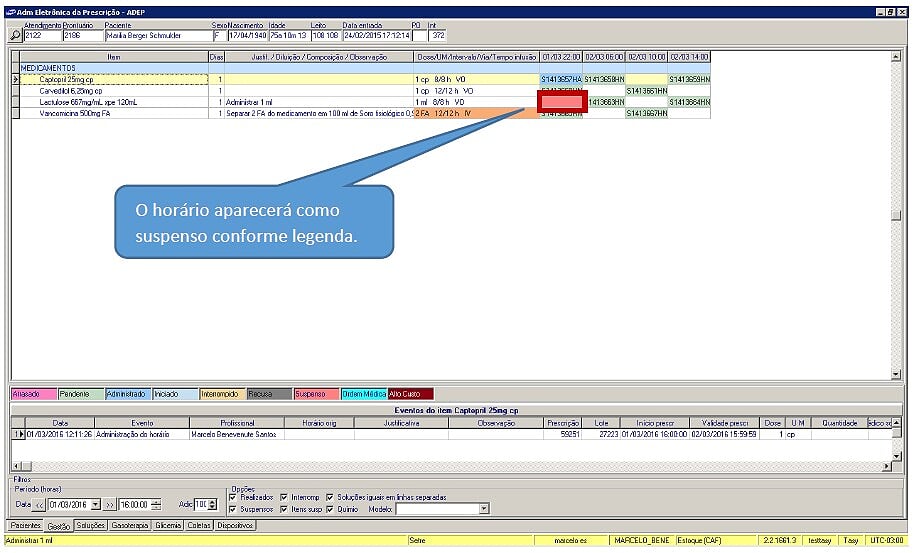 Adm Eletrônica da Prescrição - ADEP
Atendimento Prontuário Paciente Sexo Nascimento Idade Leito Data entrada PO Int
2122 2186 Marilia Berger Schmulder F 17/04/1940 75a 10m 13 108 108 24/02/2015 17:12:14 372
Item Dias Justif. / Diluição / Composição / Observação Dose/UM/Intervalo/Via/Tempo infusão 01/03 22:00 02/03 06:00 02/03 10:00 02/03 14:00
MEDICAMENTOS
Captopril 25mg cp 1 1 cp 8/8 h VO S1413657HA S1413658HN S1413659HN
Carvedilol 6,25mg cp 1 1 cp 12/12 h VO S1413661HN
Lactulose 667mg/mL xpe 120mL 1 Administrar 1 ml 1 ml 8/8 h VO S1413663HN S1413664HN
Vancomicina 500mg FA 1 Separar 2 FA do medicamento em 100 ml de Soro fisiológico 0,9 2 FA 12/12 h IV S1413667HN
O horário aparecerá como
suspenso conforme legenda.
Atrasado Pendente Administrado Iniciado Interrompido Recusa Suspenso Ordem Médica Alto Custo
Eventos do item Captopril 25mg cp
Data Evento Profissional Horário orig Justificativa Observação Prescrição Lote Início prescr Validade prescr Dose U M Quantidade
1 01/03/2016 12:11:26 Administração do horário Marcelo Benevenute Santos 59251 27223 01/03/2016 16:00:00 02/03/2016 15:59:59 1 cp
Filtros
Período (horas) Opções
Data << 01/03/2016 >> 16:00:00 Adic
Realizados Interromp Soluções iguais em linhas separadas
Suspensos Itens susp Quimio Modelo:
Pacientes Gestão Soluções Gasoterapia Glicemia Coletas Dispositivos
Administrar 1 ml Setre marcelo es MARCELO_BENE Estoque (CAF) 2.2.1661.3 testtasy Tasy UTC-03:00